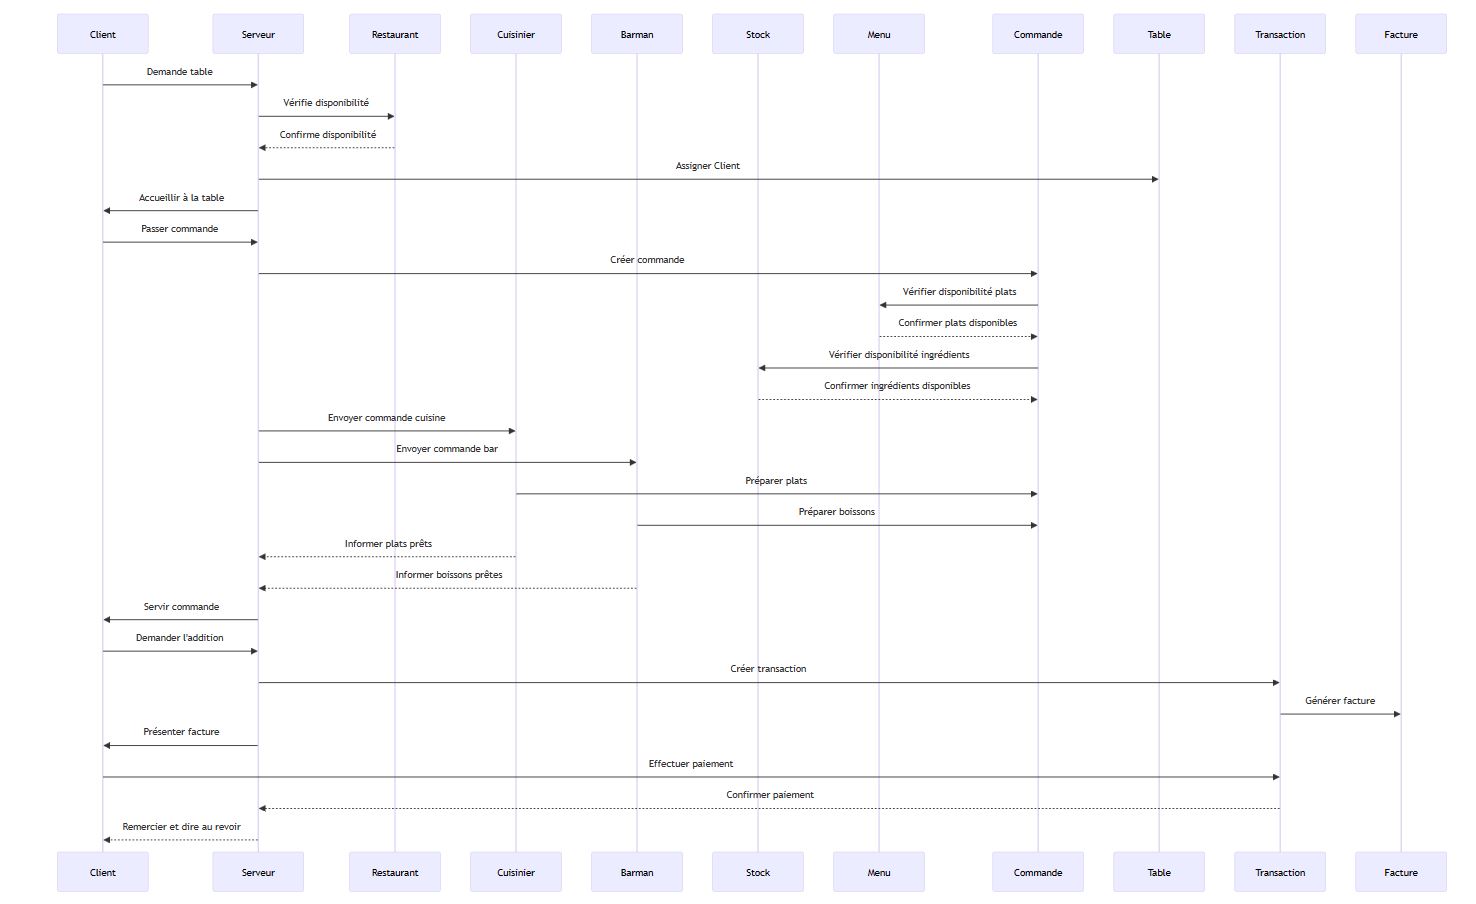 Client
Serveur
Restaurant
Cuisinier
Barman
Stock
Menu
Commande
Table
Transaction
Facture
Demande table
Vérifie disponibilité
Confirme disponibilité
Assigner Client
Accueillir à la table
Passer commande
Créer commande
Vérifier disponibilité plats
Confirmer plats disponibles
Vérifier disponibilité ingrédients
Confirmer ingrédients disponibles
Envoyer commande cuisine
Envoyer commande bar
Préparer plats
Préparer boissons
Informer plats prêts
Informer boissons prêtes
Servir commande
Demander l'addition
Créer transaction
Générer facture
Présenter facture
Effectuer paiement
Confirmer paiement
Remercier et dire au revoir
Client
Serveur
Restaurant
Cuisinier
Barman
Stock
Menu
Commande
Table
Transaction
Facture